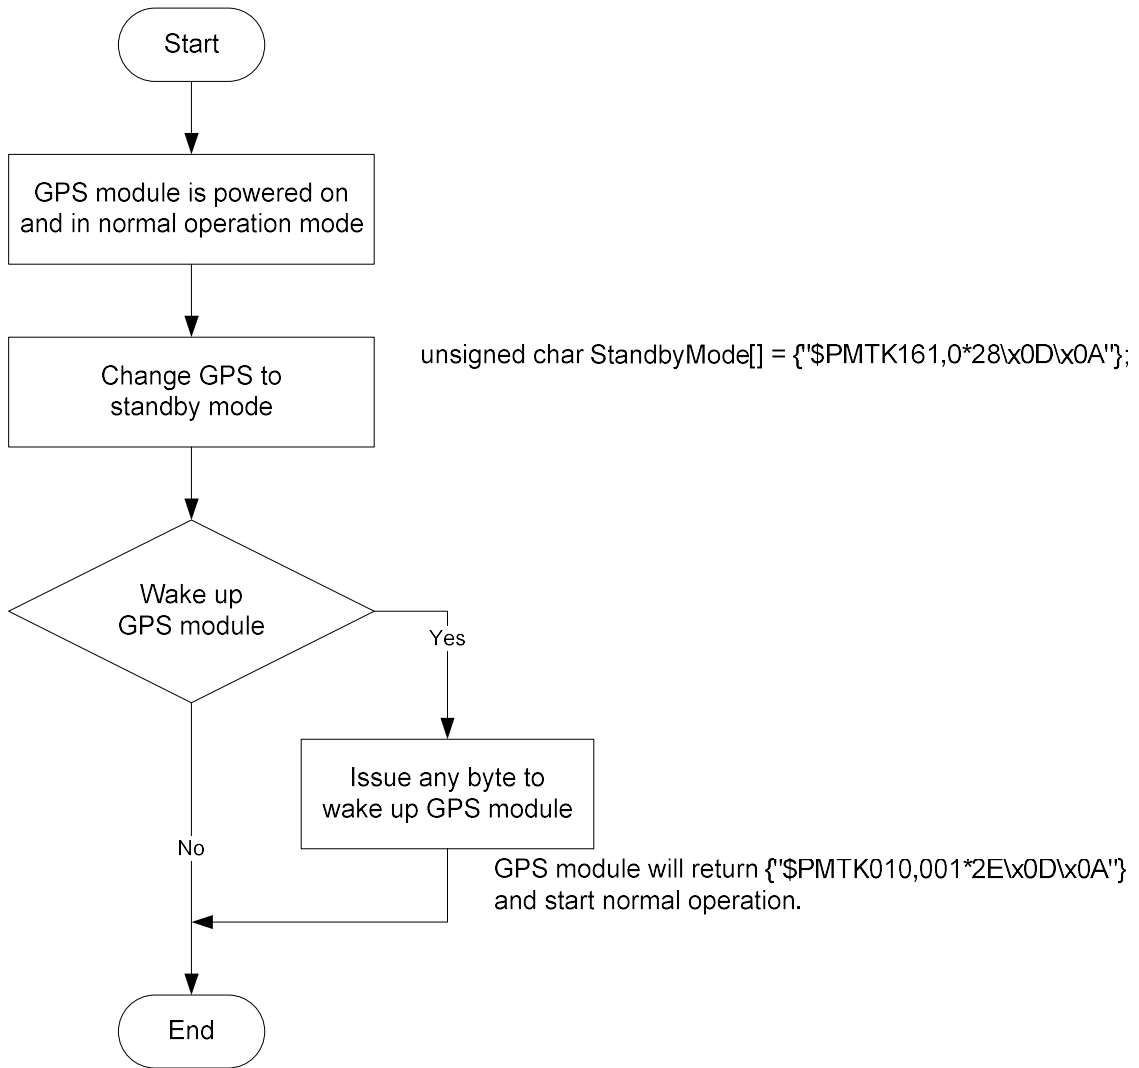 Start
GPS module is powered on
and in normal operation mode
Change GPS to
standby mode
unsigned char StandbyMode[] = {"$PMTK161,0*28\x0D\x0A"};
Wake up
GPS module
Yes
Issue any byte to
wake up GPS module
No
GPS module will return {"$PMTK010,001*2E\x0D\x0A"}
and start normal operation.
End